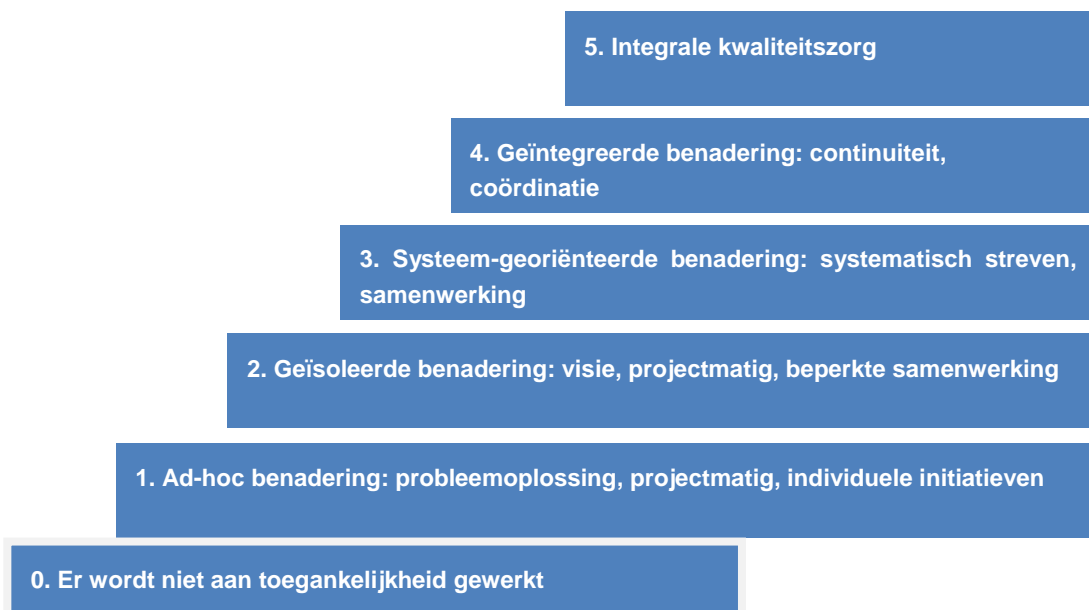 5. Integrale kwaliteitszorg
4. Geïntegreerde benadering: continuiteit,
coördinatie
3. Systeem-georiënteerde benadering: systematisch streven,
samenwerking
2. Geïsoleerde benadering: visie, projectmatig, beperkte samenwerking
1. Ad-hoc benadering: probleemoplossing, projectmatig, individuele initiatieven
0. Er wordt niet aan toegankelijkheid gewerkt